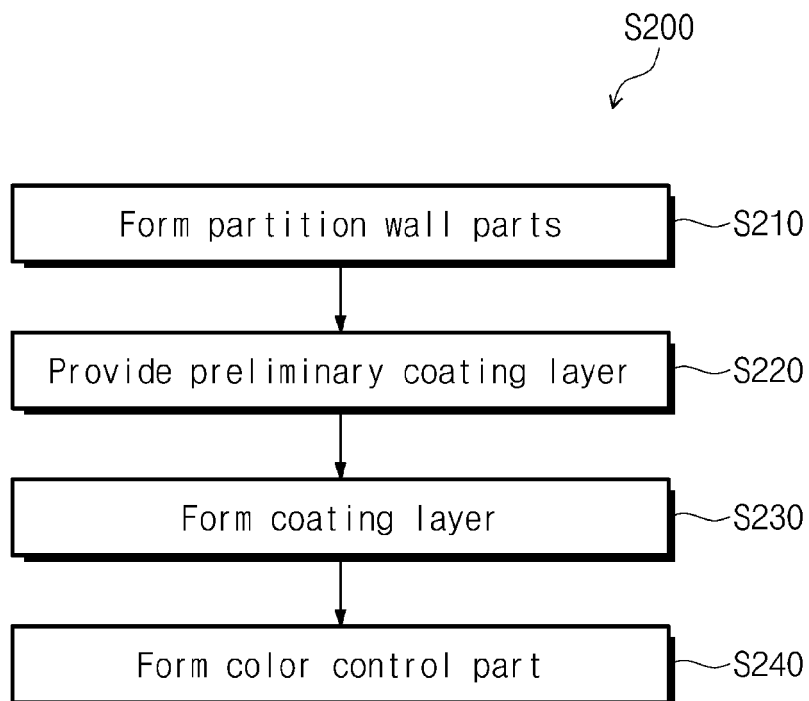 S200
Form partition wall parts
S210
Provide preliminary coating layer
S220
Form coating layer
S230
Form color control part
S240